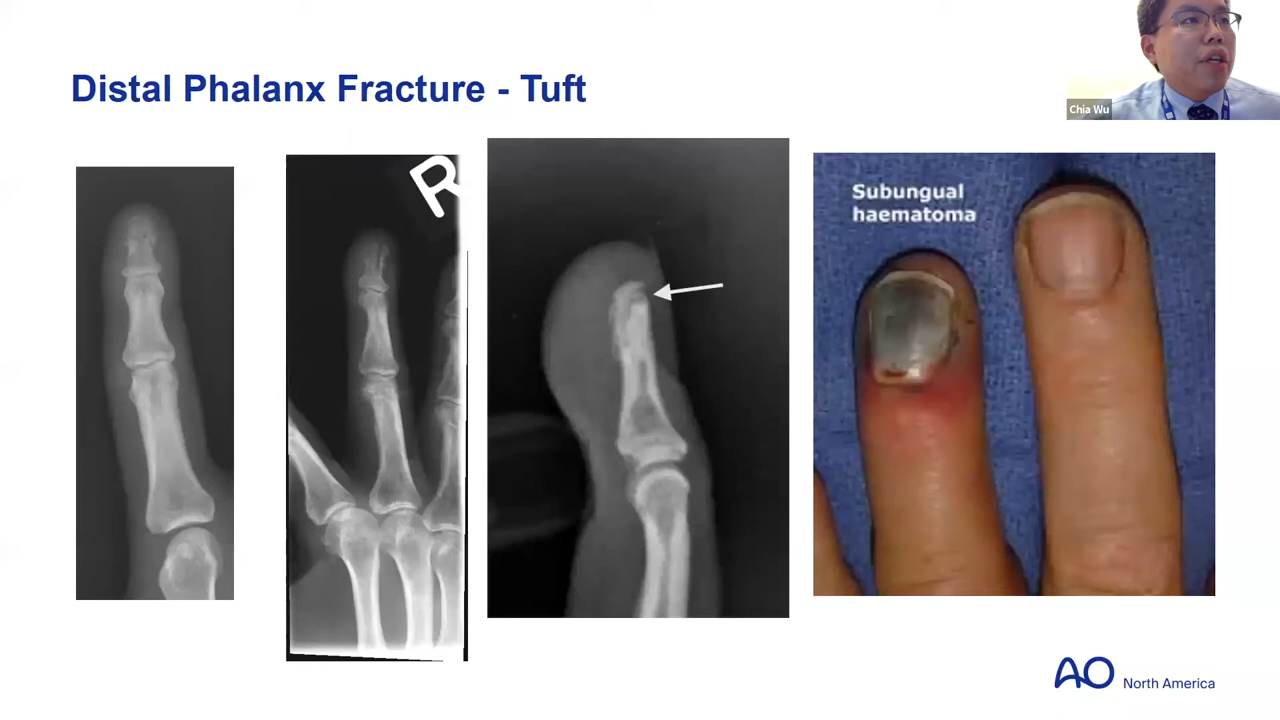 Distal Phalanx Fracture - Tuft
Chia Wu
R
Subungual
haematoma
AO
North America